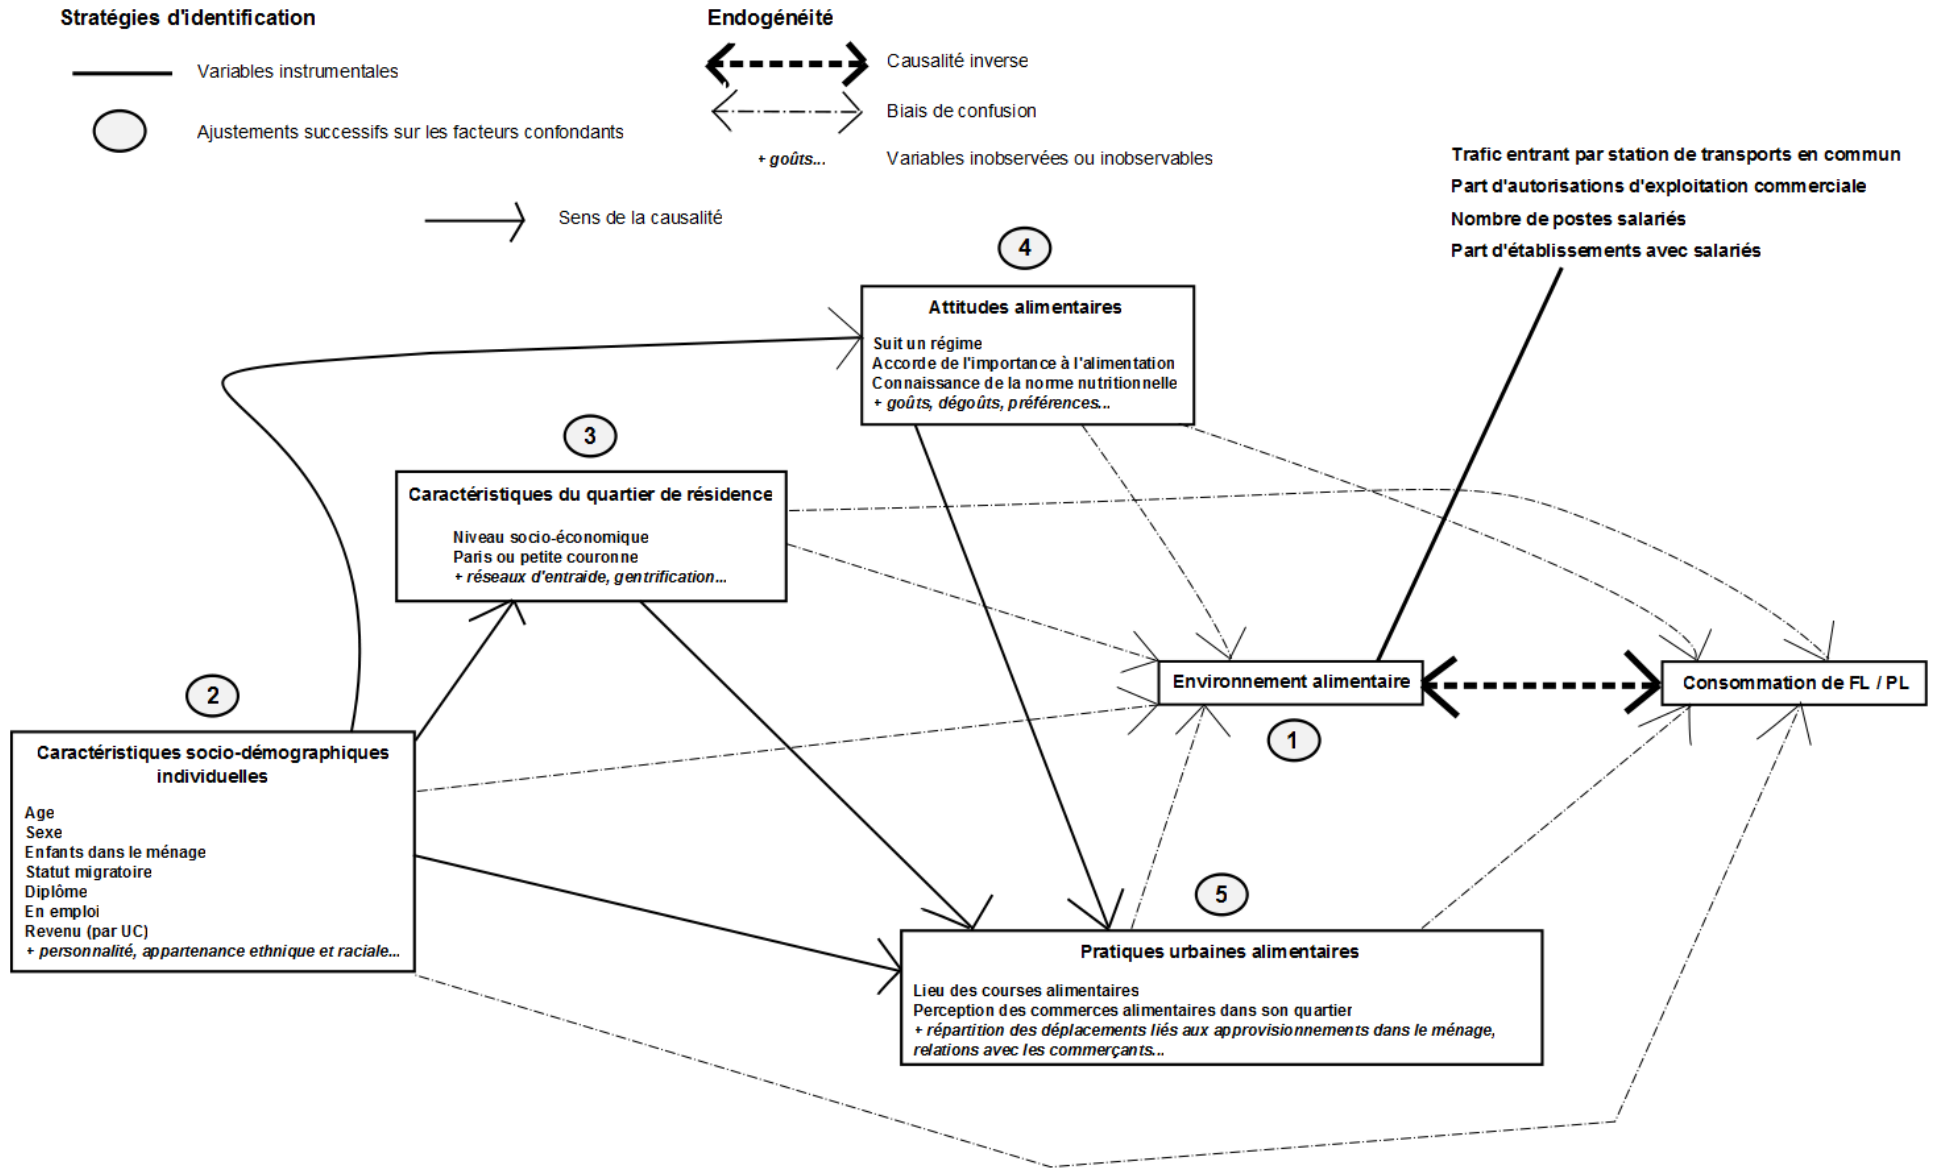 Stratégies d'identification
Variables instrumentales
Ajustements successifs sur les facteurs confondants
Sens de la causalité
Endogénéité
Causalité inverse
Biais de confusion
+ goûts...
Variables inobservées ou inobservables
Trafic entrant par station de transports en commun
Part d'autorisations d'exploitation commerciale
Nombre de postes salariés
Part d'établissements avec salariés
4
Attitudes alimentaires
Suit un régime
Accorde de l'importance à l'alimentation
Connaissance de la norme nutritionnelle
+ goûts, dégoûts, préférences...
3
Caractéristiques du quartier de résidence
Niveau socio-économique
Paris ou petite couronne
+ réseaux d'entraide, gentrification...
Environnement alimentaire
1
Consommation de FL / PL
2
Caractéristiques socio-démographiques
individuelles
Age
Sexe
Enfants dans le ménage
Statut migratoire
Diplôme
En emploi
Revenu (par UC)
+ personnalité, appartenance ethnique et raciale...
5
Pratiques urbaines alimentaires
Lieu des courses alimentaires
Perception des commerces alimentaires dans son quartier
+ répartition des déplacements liés aux approvisionnements dans le ménage,
relations avec les commerçants...